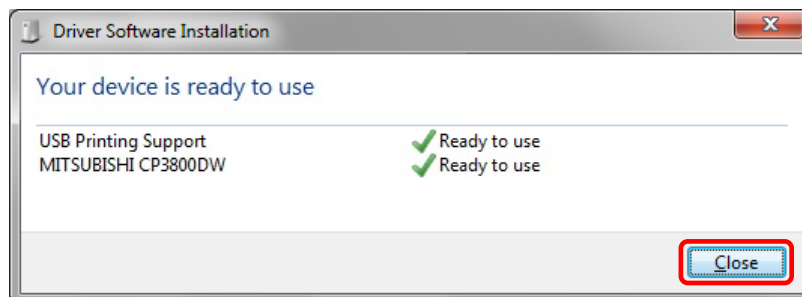 Driver Software Installation
Your device is ready to use
USB Printing Support Ready to use
MITSUBISHI CP3800DW Ready to use
Close